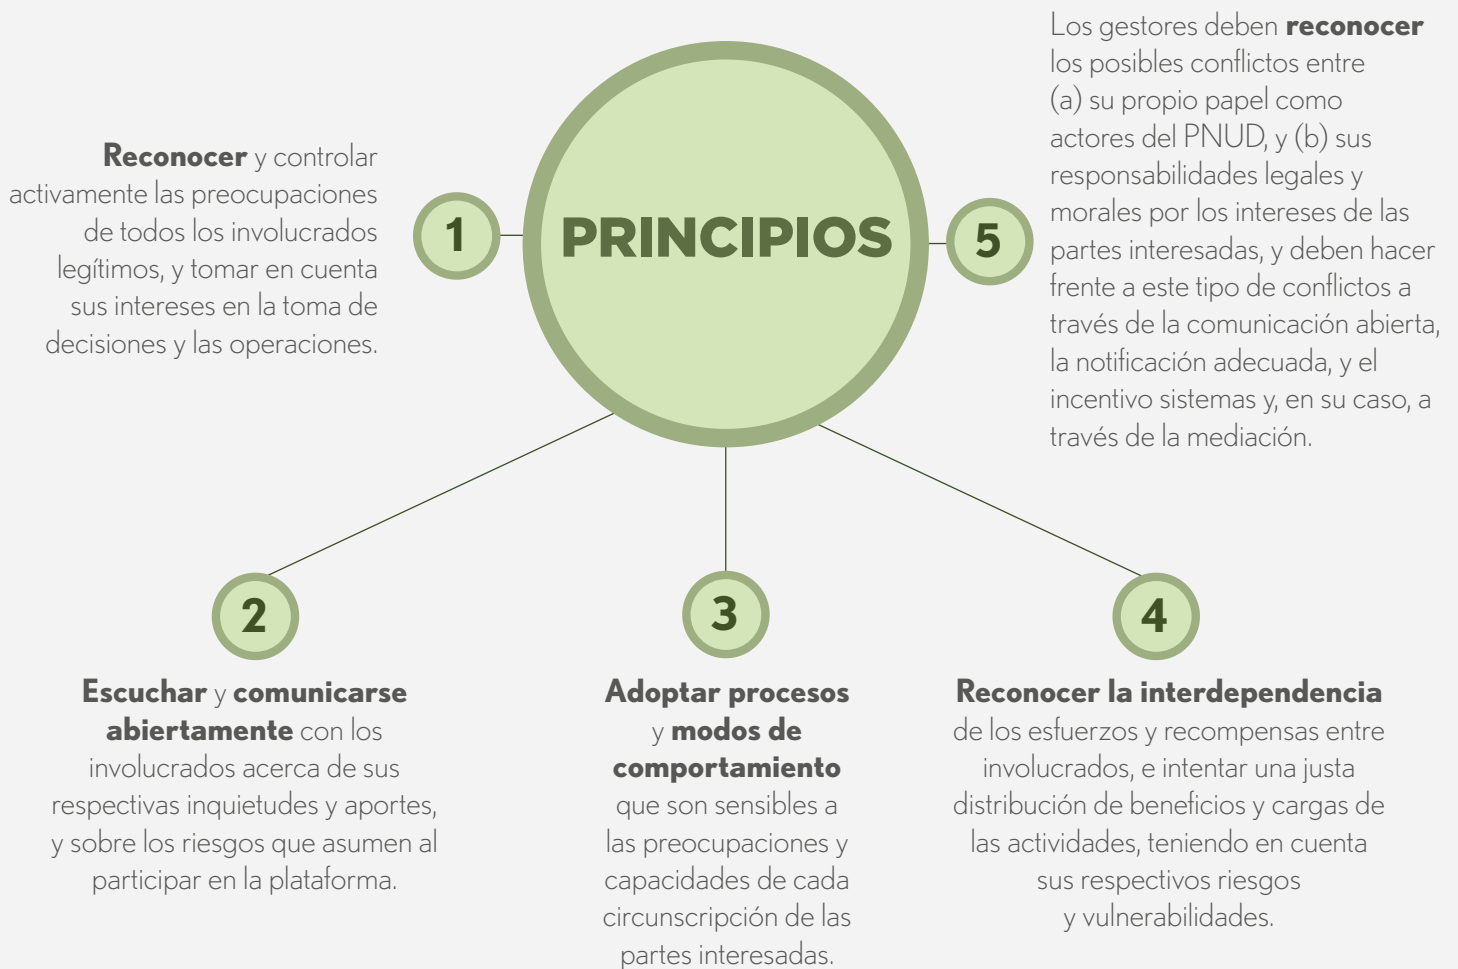 PRINCIPIOS
1
Reconocer y controlar
activamente las preocupaciones
de todos los involucrados
legítimos, y tomar en cuenta
sus intereses en la toma de
decisiones y las operaciones.
2
Escuchar y comunicarse
abiertamente con los
involucrados acerca de sus
respectivas inquietudes y aportes,
y sobre los riesgos que asumen al
participar en la plataforma.
3
Adoptar procesos
y modos de
comportamiento
que son sensibles a
las preocupaciones y
capacidades de cada
circunscripción de las
partes interesadas.
4
Reconocer la interdependencia
de los esfuerzos y recompensas entre
involucrados, e intentar una justa
distribución de beneficios y cargas de
las actividades, teniendo en cuenta
sus respectivos riesgos
y vulnerabilidades.
5
Los gestores deben reconocer
los posibles conflictos entre
(a) su propio papel como
actores del PNUD, y (b) sus
responsabilidades legales y
morales por los intereses de las
partes interesadas, y deben hacer
frente a este tipo de conflictos a
través de la comunicación abierta,
la notificación adecuada, y el
incentivo sistemas y, en su caso, a
través de la mediación.